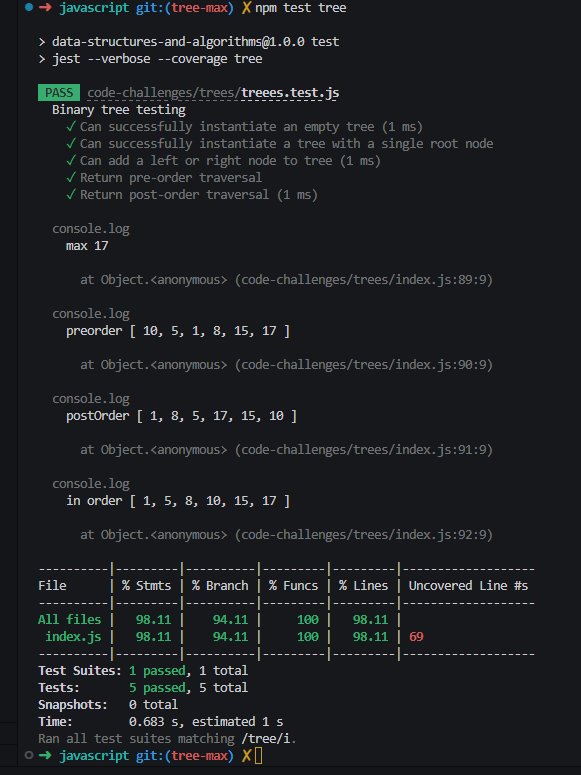 ➜ javascript git:(tree-max) ✗ npm test tree
> data-structures-and-algorithms@1.0.0 test
> jest --verbose --coverage tree
PASS code-challenges/trees/treees.test.js
Binary tree testing
✓ Can successfully instantiate an empty tree (1 ms)
✓ Can successfully instantiate a tree with a single root node
✓ Can add a left or right node to tree (1 ms)
✓ Return pre-order traversal
✓ Return post-order traversal (1 ms)
console.log
max 17
at Object.<anonymous> (code-challenges/trees/index.js:89:9)
console.log
preorder [ 10, 5, 1, 8, 15, 17 ]
at Object.<anonymous> (code-challenges/trees/index.js:90:9)
console.log
postOrder [ 1, 8, 5, 17, 15, 10 ]
at Object.<anonymous> (code-challenges/trees/index.js:91:9)
console.log
in order [ 1, 5, 8, 10, 15, 17 ]
at Object.<anonymous> (code-challenges/trees/index.js:92:9)
----------|---------|----------|---------|---------|-------------------
File      | % Stmts | % Branch | % Funcs | % Lines | Uncovered Line #s
----------|---------|----------|---------|---------|-------------------
All files |   98.11 |    94.11 |     100 |   98.11 |
 index.js |   98.11 |    94.11 |     100 |   98.11 | 69
----------|---------|----------|---------|---------|-------------------
Test Suites: 1 passed, 1 total
Tests:       5 passed, 5 total
Snapshots:   0 total
Time:        0.683 s, estimated 1 s
Ran all test suites matching /tree/i.
➜ javascript git:(tree-max) ✗